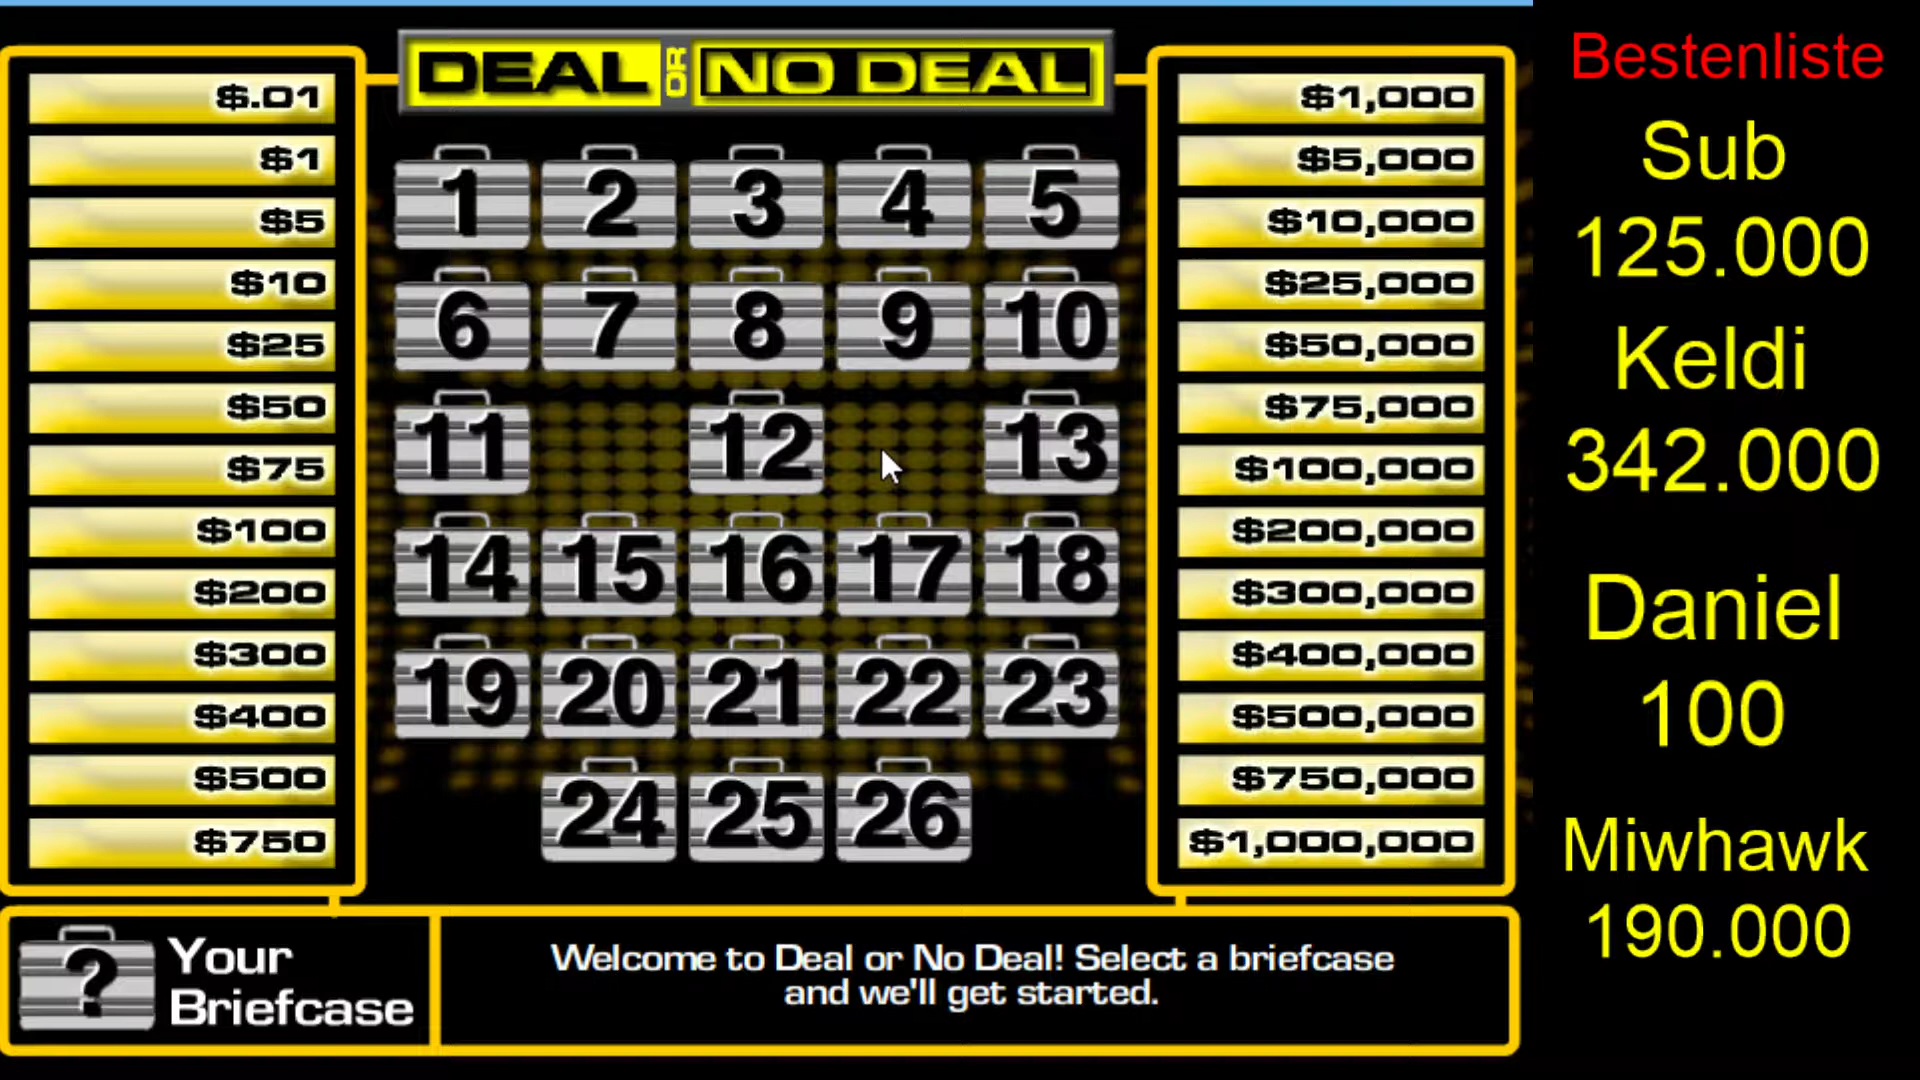 DEAL OR NO DEAL
$.01
$1
$5
$10
$25
$50
$75
$100
$200
$300
$400
$500
$750
1 2 3 4 5
6 7 8 9 10
11 12 13
14 15 16 17 18
19 20 21 22 23
24 25 26
$1,000
$5,000
$10,000
$25,000
$50,000
$75,000
$100,000
$200,000
$300,000
$400,000
$500,000
$750,000
$1,000,000
?
Your
Briefcase
Welcome to Deal or No Deal! Select a briefcase
and we'll get started.
Bestenliste
Sub
125.000
Keldi
342.000
Daniel
100
Miwhawk
190.000